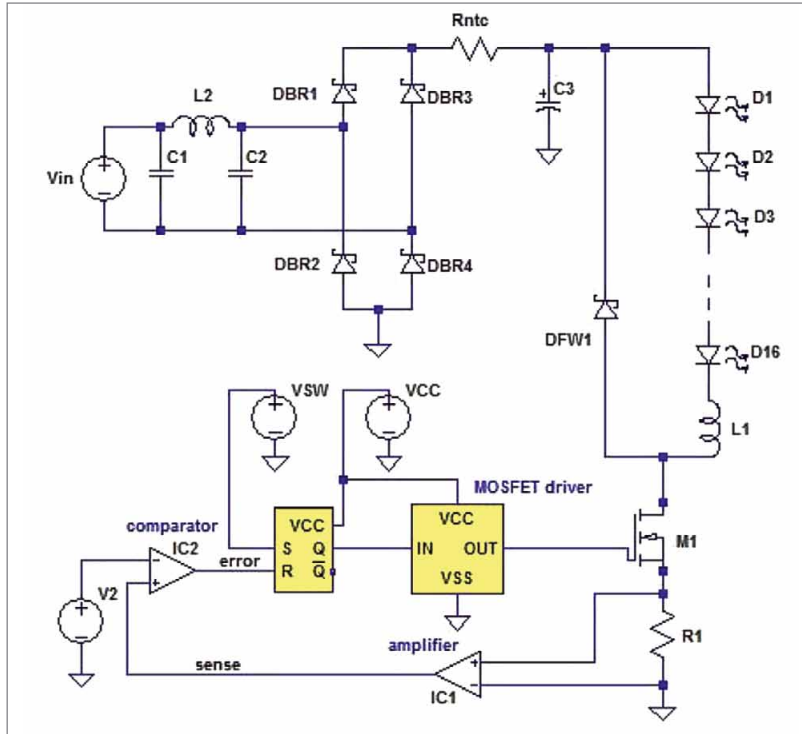 Rntc
DBR1
DBR3
C3
+
D1
L2
C1
C2
D2
Vin
+
−
D3
DBR2
DBR4
DFW1
D16
VSW
+
−
VCC
+
−
L1
MOSFET driver
comparator
IC2
−
+
error
VCC
S Q
R Q̅
VCC
IN OUT
VSS
M1
V2
+
−
R1
amplifier
sense
+
−
IC1